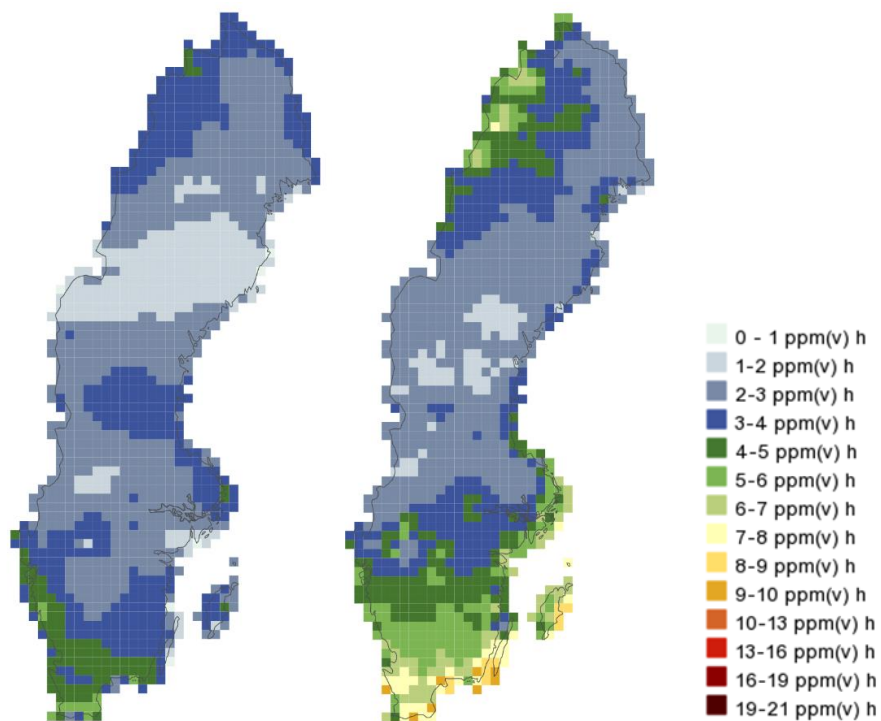 0 - 1 ppm(v) h
1-2 ppm(v) h
2-3 ppm(v) h
3-4 ppm(v) h
4-5 ppm(v) h
5-6 ppm(v) h
6-7 ppm(v) h
7-8 ppm(v) h
8-9 ppm(v) h
9-10 ppm(v) h
10-13 ppm(v) h
13-16 ppm(v) h
16-19 ppm(v) h
19-21 ppm(v) h